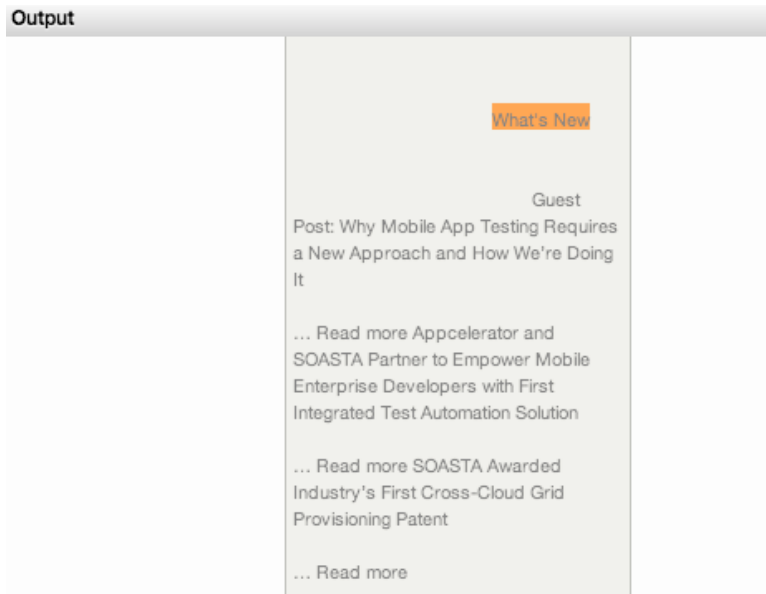 Output
What's New
Guest
Post: Why Mobile App Testing Requires
a New Approach and How We're Doing
It
... Read more Appcelerator and
SOASTA Partner to Empower Mobile
Enterprise Developers with First
Integrated Test Automation Solution
... Read more SOASTA Awarded
Industry's First Cross-Cloud Grid
Provisioning Patent
... Read more